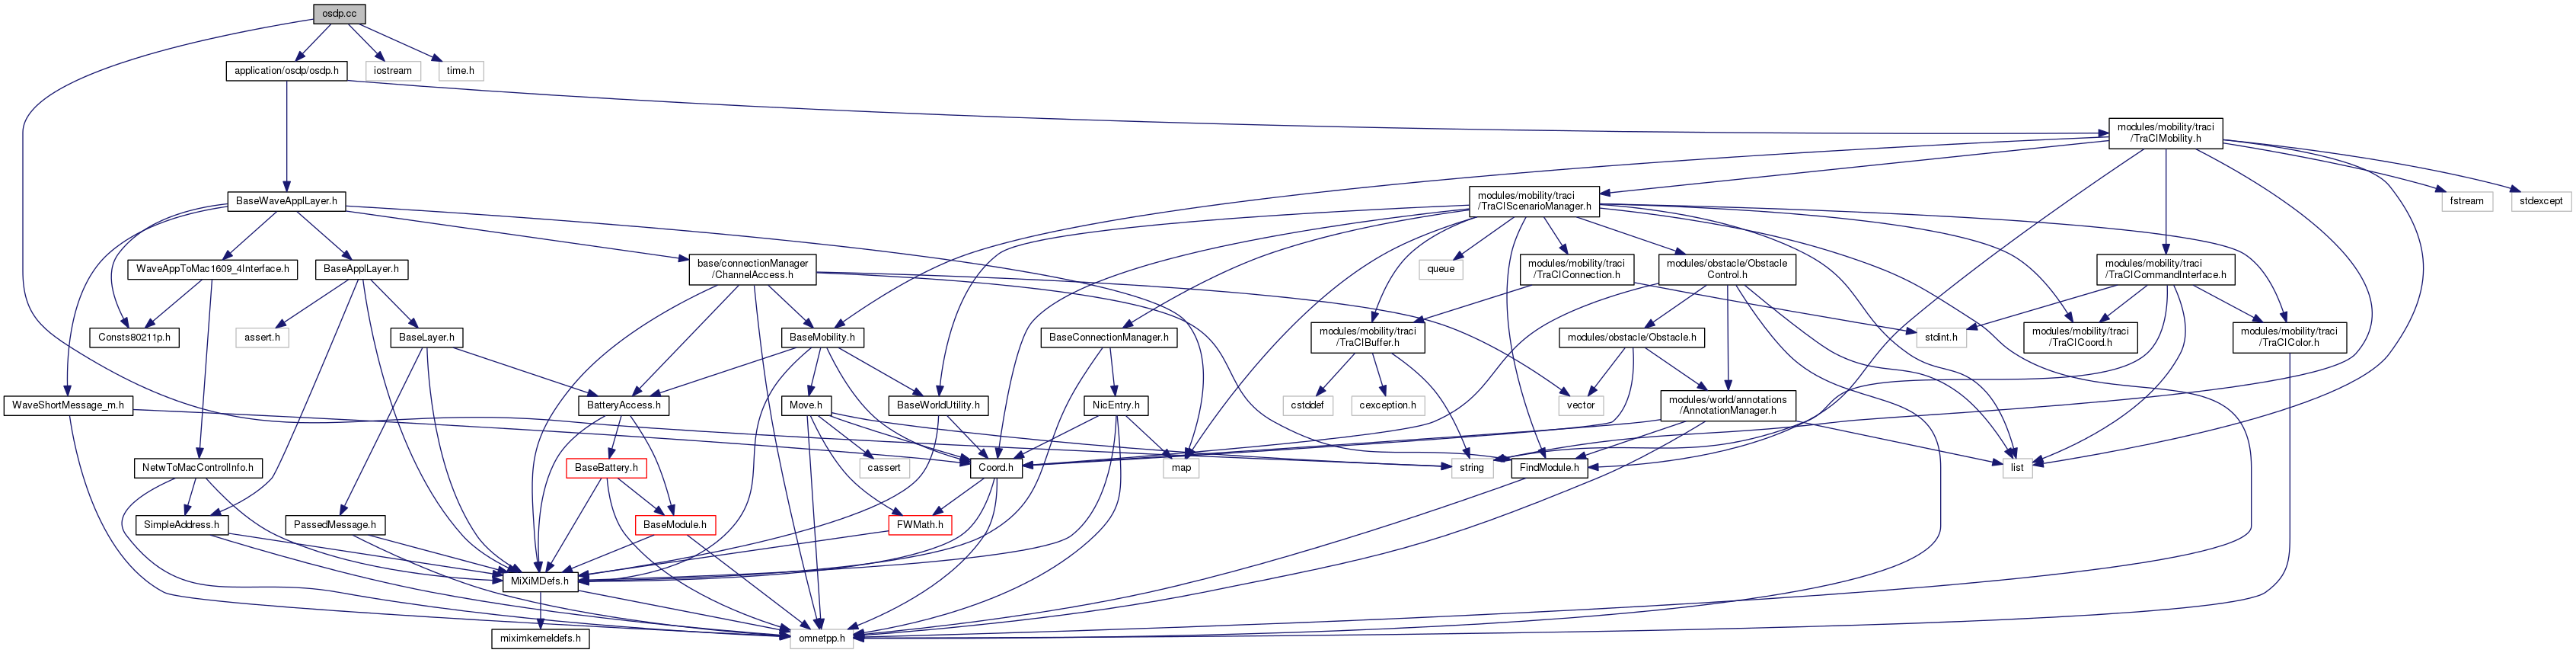 osdp.cc
application/osdp/osdp.h
iostream
time.h
modules/mobility/traci
/TraCIMobility.h
BaseWaveApplLayer.h
modules/mobility/traci
/TraCIScenarioManager.h
fstream
stdexcept
WaveAppToMac1609_4Interface.h
BaseApplLayer.h
base/connectionManager
/ChannelAccess.h
queue
modules/mobility/traci
/TraCIConnection.h
modules/obstacle/Obstacle
Control.h
modules/mobility/traci
/TraCICommandInterface.h
Consts80211p.h
assert.h
BaseLayer.h
BaseMobility.h
BaseConnectionManager.h
modules/mobility/traci
/TraCIBuffer.h
modules/obstacle/Obstacle.h
stdint.h
modules/mobility/traci
/TraCICoord.h
modules/mobility/traci
/TraCIColor.h
WaveShortMessage_m.h
BatteryAccess.h
Move.h
BaseWorldUtility.h
NicEntry.h
cstddef
cexception.h
vector
modules/world/annotations
/AnnotationManager.h
NetwToMacControlInfo.h
BaseBattery.h
cassert
Coord.h
map
string
FindModule.h
list
SimpleAddress.h
PassedMessage.h
BaseModule.h
FWMath.h
MiXiMDefs.h
miximkerneldefs.h
omnetpp.h